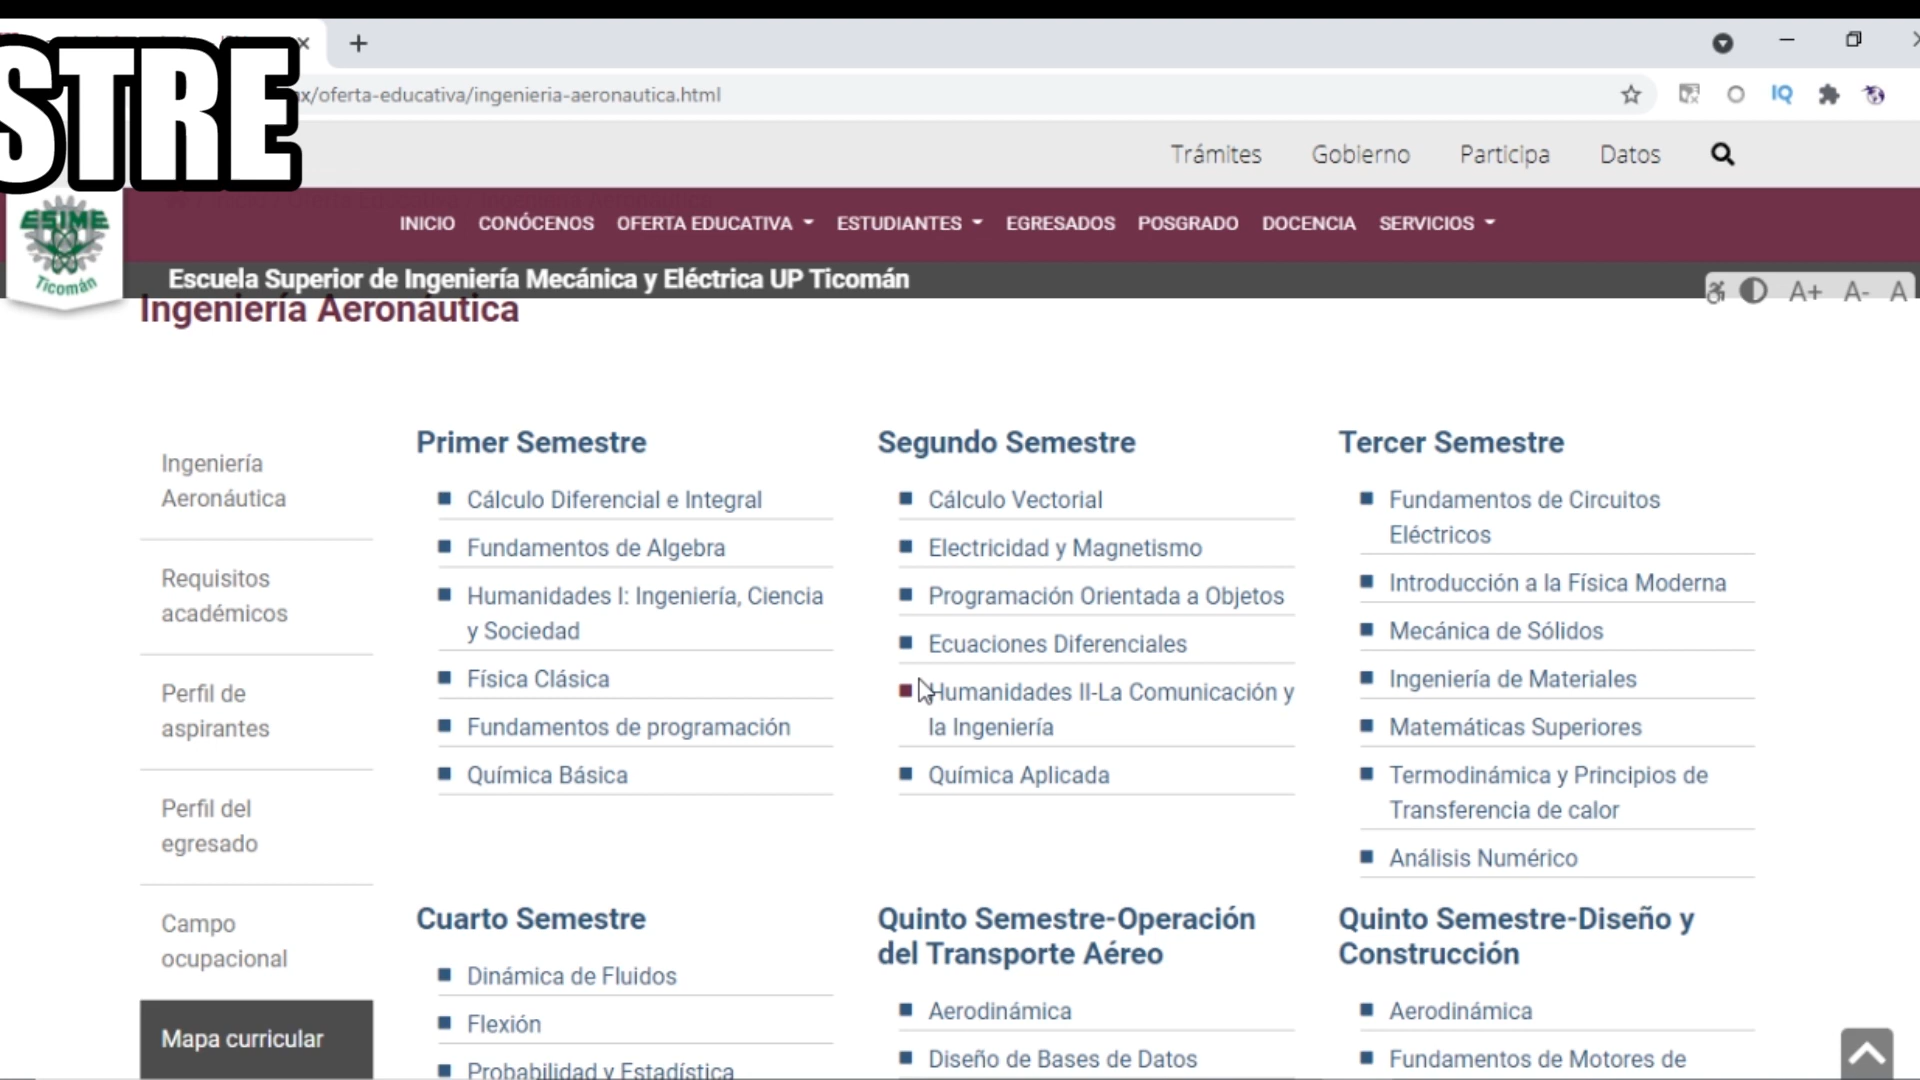 STRE
x/oferta-educativa/ingenieria-aeronautica.html
IQ
Trámites
Gobierno
Participa
Datos
ESIME
Ticomán
INICIO
CONÓCENOS
OFERTA EDUCATIVA
ESTUDIANTES
EGRESADOS
POSGRADO
DOCENCIA
SERVICIOS
Escuela Superior de Ingeniería Mecánica y Eléctrica UP Ticomán
A+
A-
A
Ingeniería Aeronáutica
Ingeniería
Aeronáutica
Requisitos
académicos
Perfil de
aspirantes
Perfil del
egresado
Campo
ocupacional
Mapa curricular
Primer Semestre
Cálculo Diferencial e Integral
Fundamentos de Algebra
Humanidades I: Ingeniería, Ciencia
y Sociedad
Física Clásica
Fundamentos de programación
Química Básica
Segundo Semestre
Cálculo Vectorial
Electricidad y Magnetismo
Programación Orientada a Objetos
Ecuaciones Diferenciales
Humanidades II-La Comunicación y
la Ingeniería
Química Aplicada
Tercer Semestre
Fundamentos de Circuitos
Eléctricos
Introducción a la Física Moderna
Mecánica de Sólidos
Ingeniería de Materiales
Matemáticas Superiores
Termodinámica y Principios de
Transferencia de calor
Análisis Numérico
Cuarto Semestre
Dinámica de Fluidos
Flexión
Probabilidad y Estadística
Quinto Semestre-Operación
del Transporte Aéreo
Aerodinámica
Diseño de Bases de Datos
Quinto Semestre-Diseño y
Construcción
Aerodinámica
Fundamentos de Motores de